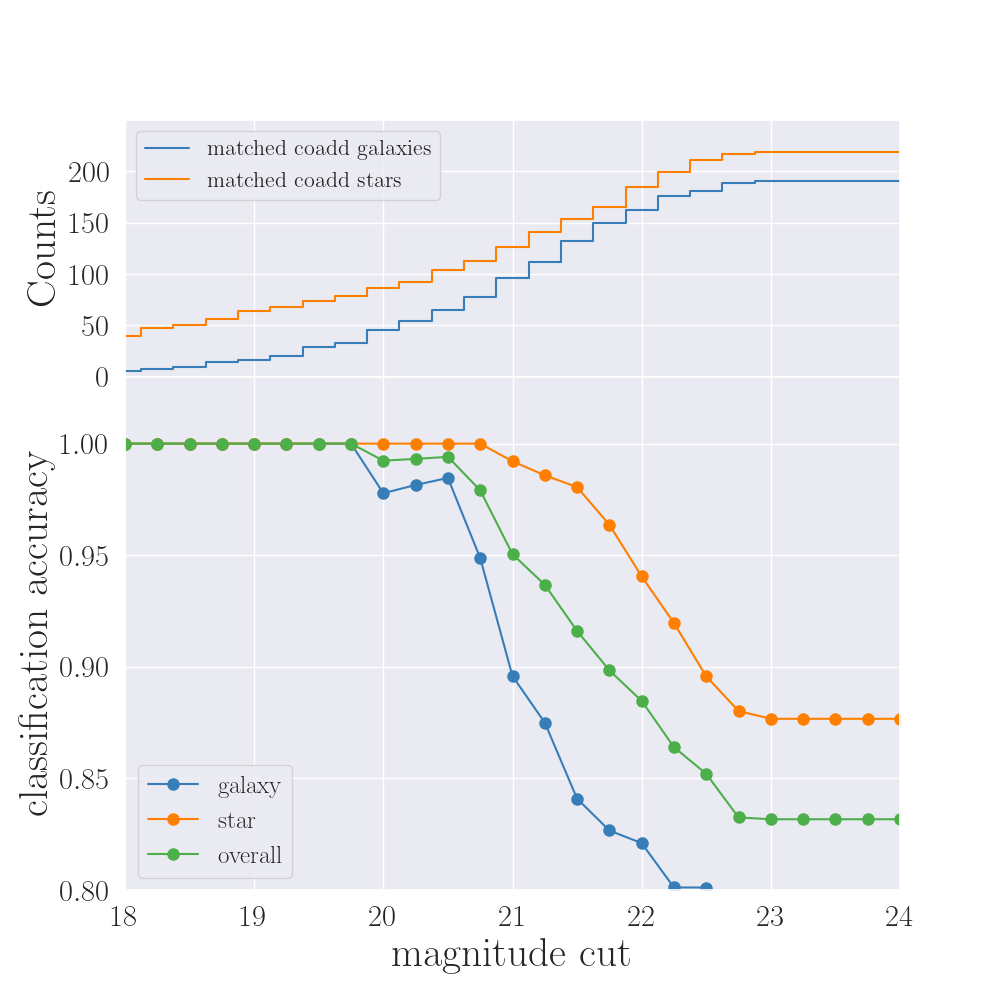 matched coadd galaxies
matched coadd stars
200
150
100
50
0
Counts
1.00
0.95
0.90
0.85
0.80
classification accuracy
galaxy
star
overall
18 19 20 21 22 23 24
magnitude cut